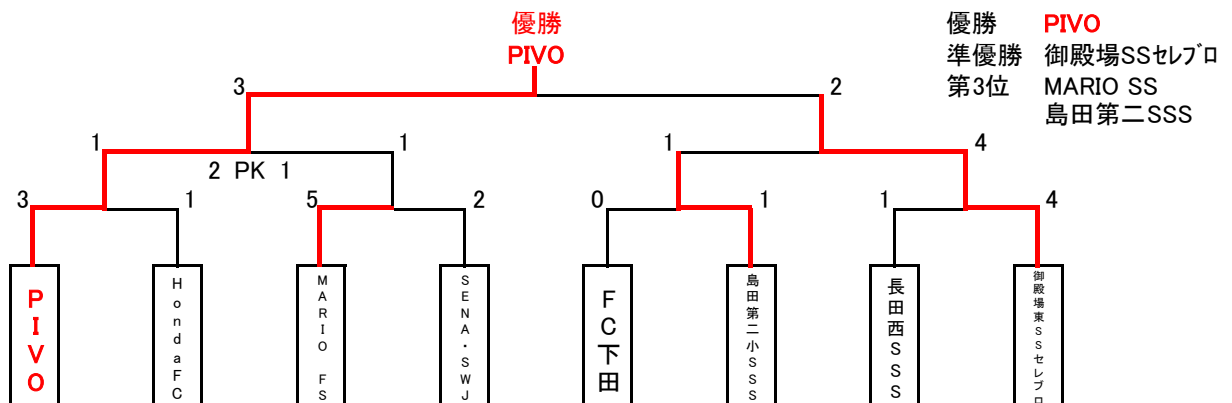 優勝
PIVO
優勝 PIVO
準優勝 御殿場SSセレブロ
第3位 MARIO SS
島田第二SSS
3 2
1 1 1 4
2 PK 1
3 1 5 2 0 1 1 4
PIVO
HondaFC
MARIO FS
SENA・SWJ
FC下田
島田第二小SSS
長田西SSS
御殿場東SSセレブロ